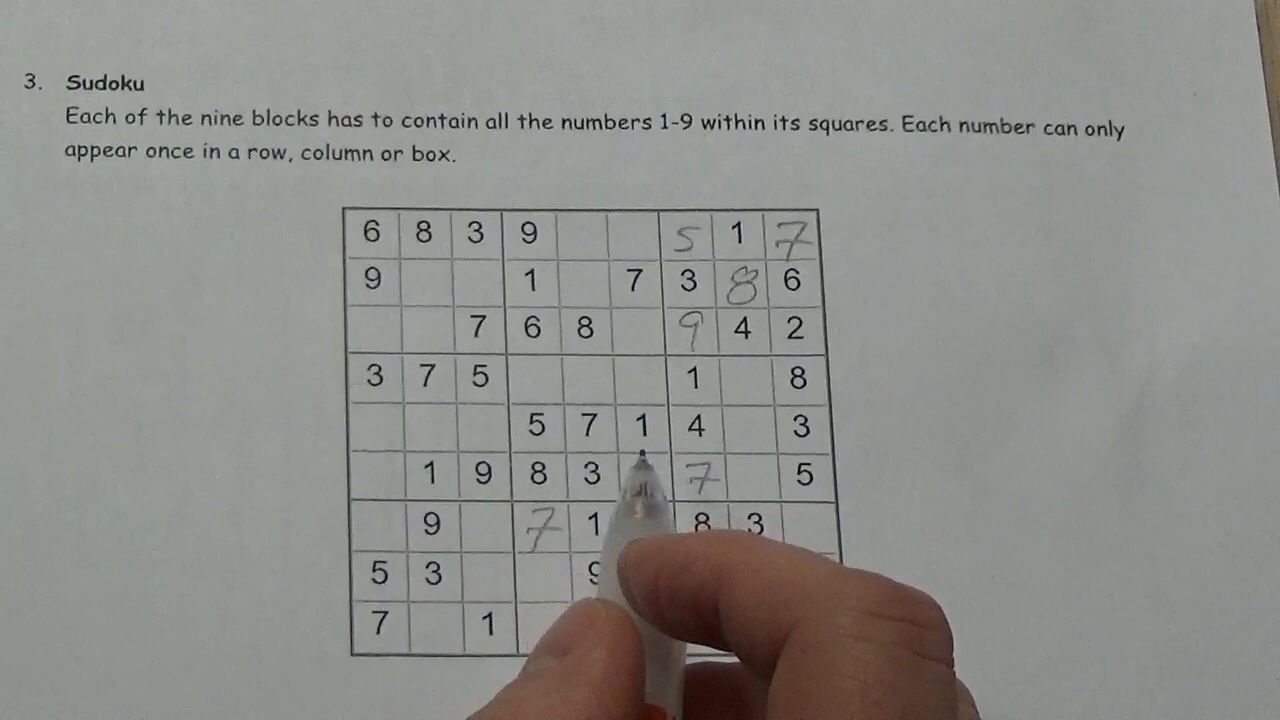 3. Sudoku
Each of the nine blocks has to contain all the numbers 1-9 within its squares. Each number can only
appear once in a row, column or box.
6 8 3 9 5 1 7
9 1 7 3 8 6
7 6 8 9 4 2
3 7 5 1 8
5 7 1 4 3
1 9 8 3 7 5
9 7 1 8 3
5 3 9
7 1